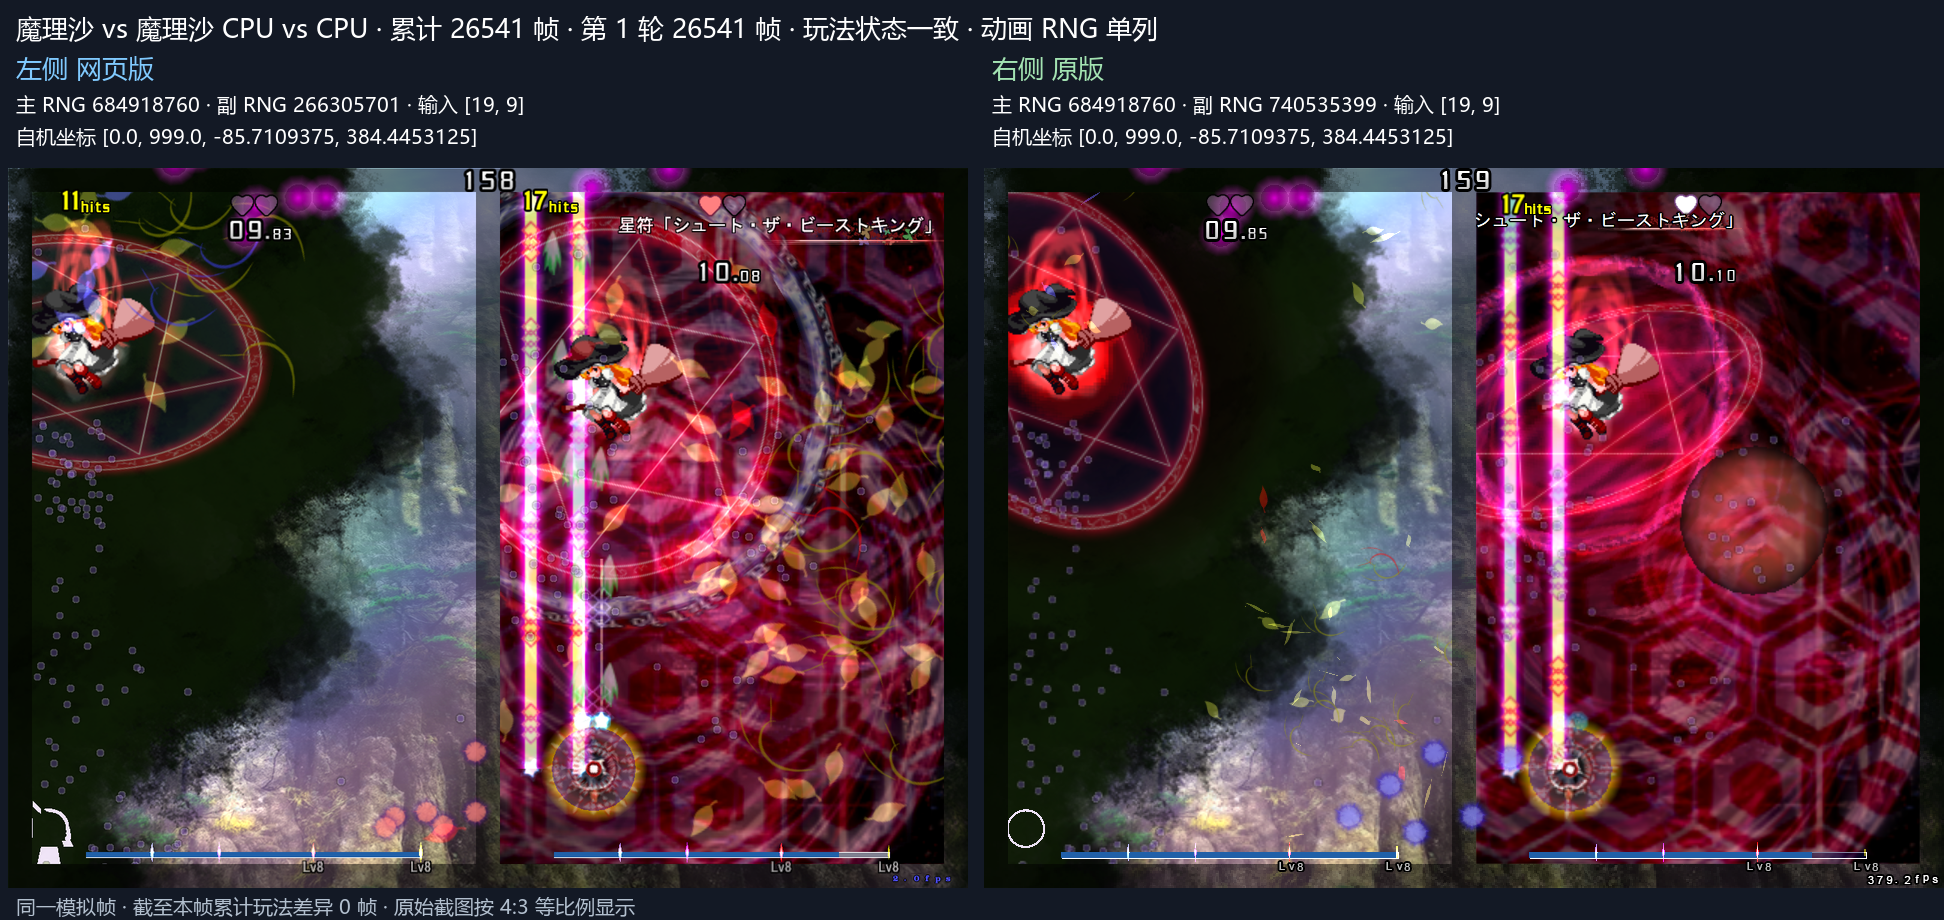 魔理沙 vs 魔理沙 CPU vs CPU · 累计 26541 帧 · 第 1 轮 26541 帧 · 玩法状态一致 · 动画 RNG 单列
左侧 网页版
主 RNG 684918760 · 副 RNG 266305701 · 输入 [19, 9]
自机坐标 [0.0, 999.0, -85.7109375, 384.4453125]
右侧 原版
主 RNG 684918760 · 副 RNG 740535399 · 输入 [19, 9]
自机坐标 [0.0, 999.0, -85.7109375, 384.4453125]
158
11hits
17hits
09.83
星符「シュート・ザ・ビーストキング」
10.08
Lv8
Lv8
Lv8
Lv8
2.0fps
159
17hits
09.85
シュート・ザ・ビーストキング」
10.10
Lv8
Lv8
Lv8
Lv8
379.2fps
同一模拟帧 · 截至本帧累计玩法差异 0 帧 · 原始截图按 4:3 等比例显示